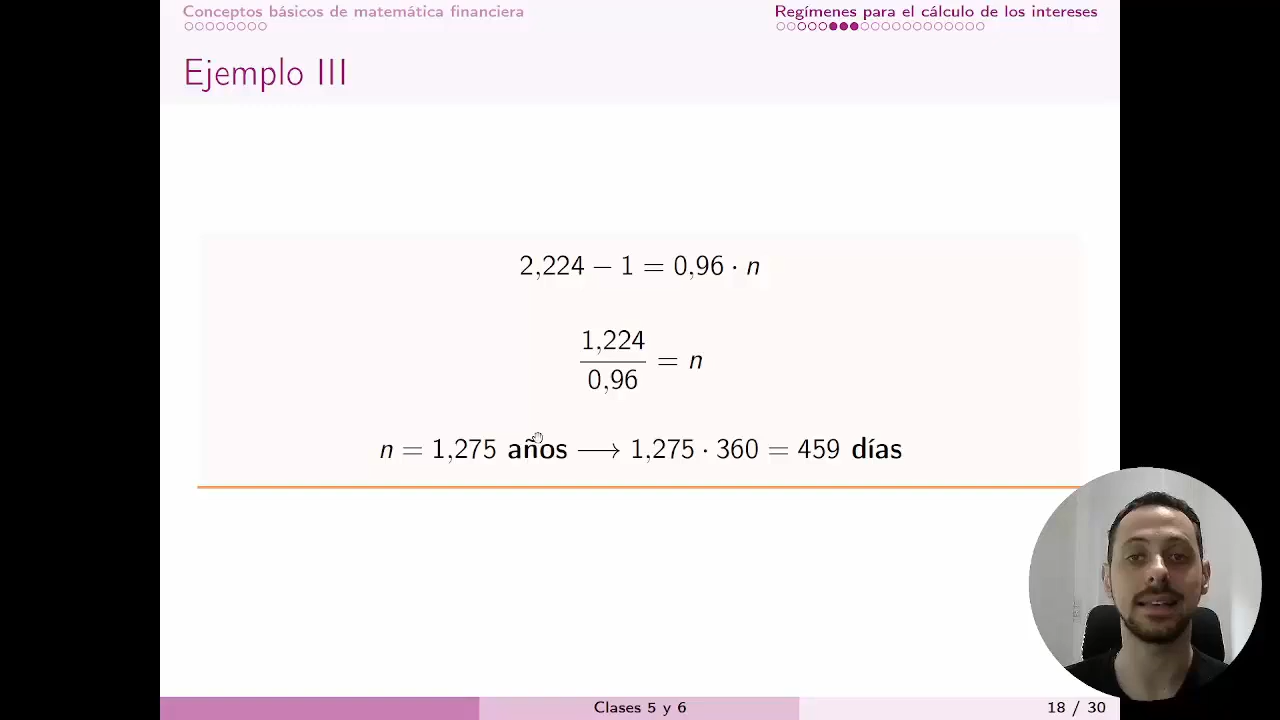 Conceptos básicos de matemática financiera
Regímenes para el cálculo de los intereses
Ejemplo III
2,224 − 1 = 0,96 · n
1,224
0,96
= n
n = 1,275 años ⟶ 1,275 · 360 = 459 días
Clases 5 y 6
18 / 30